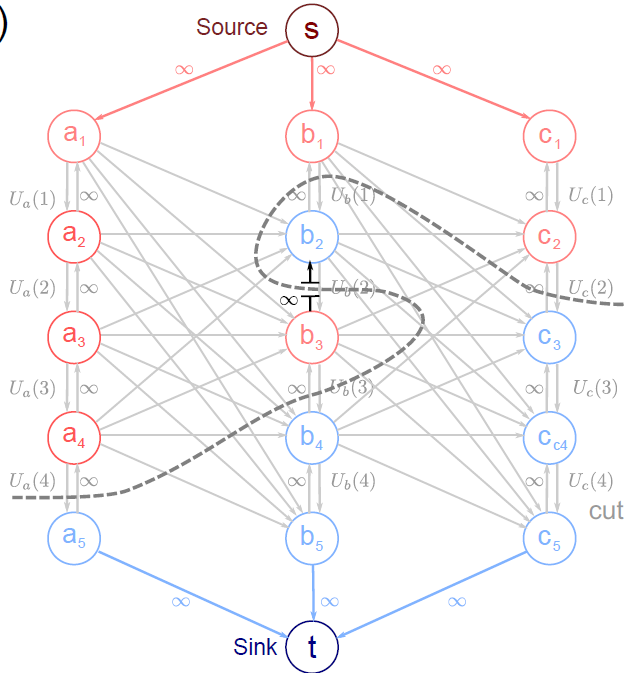 )
Source s
∞ ∞ ∞
a1 b1 c1
Ua(1) ∞ ∞ Ub(1) ∞ Uc(1)
a2 b2 c2
Ua(2) ∞ Ub(2) ∞ Uc(2)
∞
a3 b3 c3
Ua(3) ∞ ∞ Ub(3) ∞ Uc(3)
a4 b4 cc4
Ua(4) ∞ ∞ Ub(4) ∞ Uc(4)
cut
a5 b5 c5
∞ ∞ ∞
Sink t